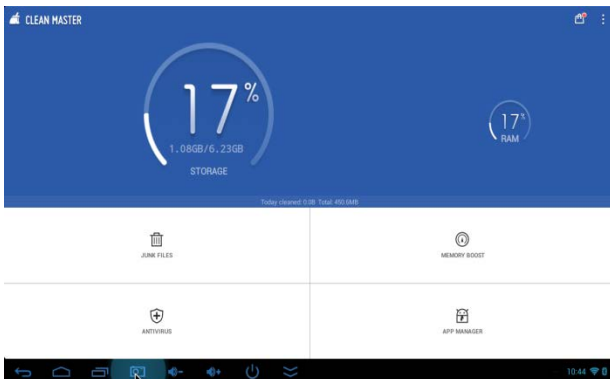 CLEAN MASTER
17%
1.08GB/6.23GB
STORAGE
17%
RAM
Today cleaned: 0.0B Total: 450.6MB
JUNK FILES
MEMORY BOOST
ANTIVIRUS
APP MANAGER
10:44